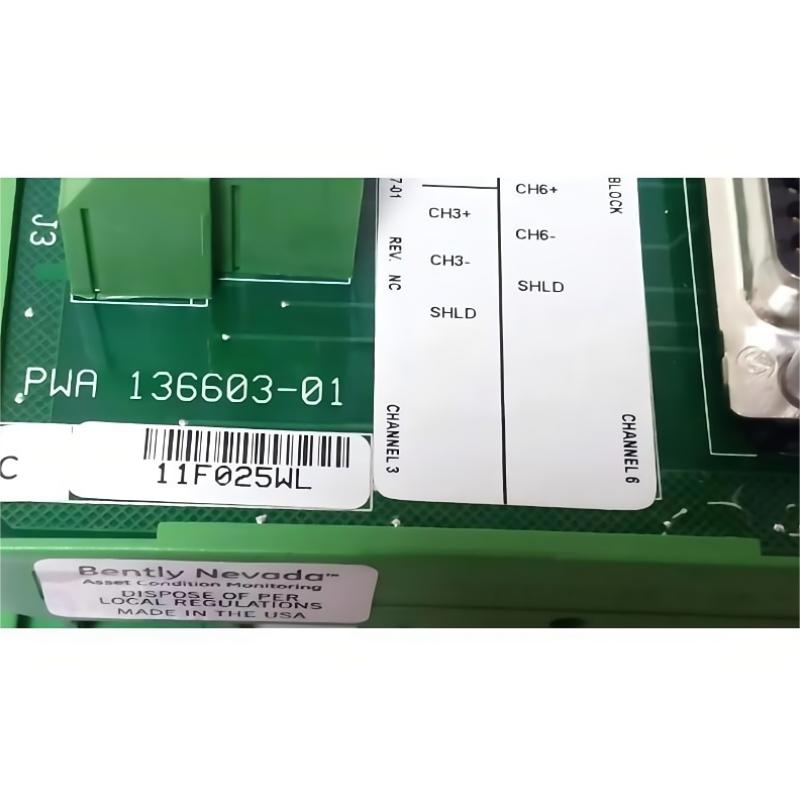 J3
PWA 136603-01
C
11F025WL
7-01 REV. NC
CHANNEL 3
CH3+
CH3-
SHLD
CH6+
CH6-
SHLD
BLOCK
CHANNEL 6
Bently Nevada™
Asset Condition Monitoring
DISPOSE OF PER
LOCAL REGULATIONS
MADE IN THE USA